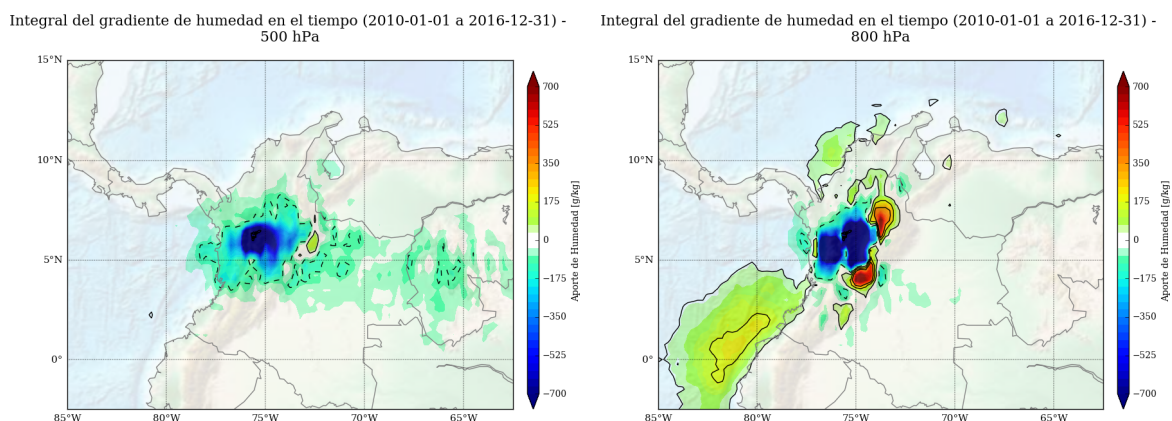 Integral del gradiente de humedad en el tiempo (2010-01-01 a 2016-12-31) -
500 hPa
15°N
10°N
5°N
0°
85°W
80°W
75°W
70°W
65°W
700
525
350
175
0
−175
−350
−525
−700
Aporte de Humedad [g/kg]
Integral del gradiente de humedad en el tiempo (2010-01-01 a 2016-12-31) -
800 hPa
15°N
10°N
5°N
0°
85°W
80°W
75°W
70°W
65°W
700
525
350
175
0
−175
−350
−525
−700
Aporte de Humedad [g/kg]